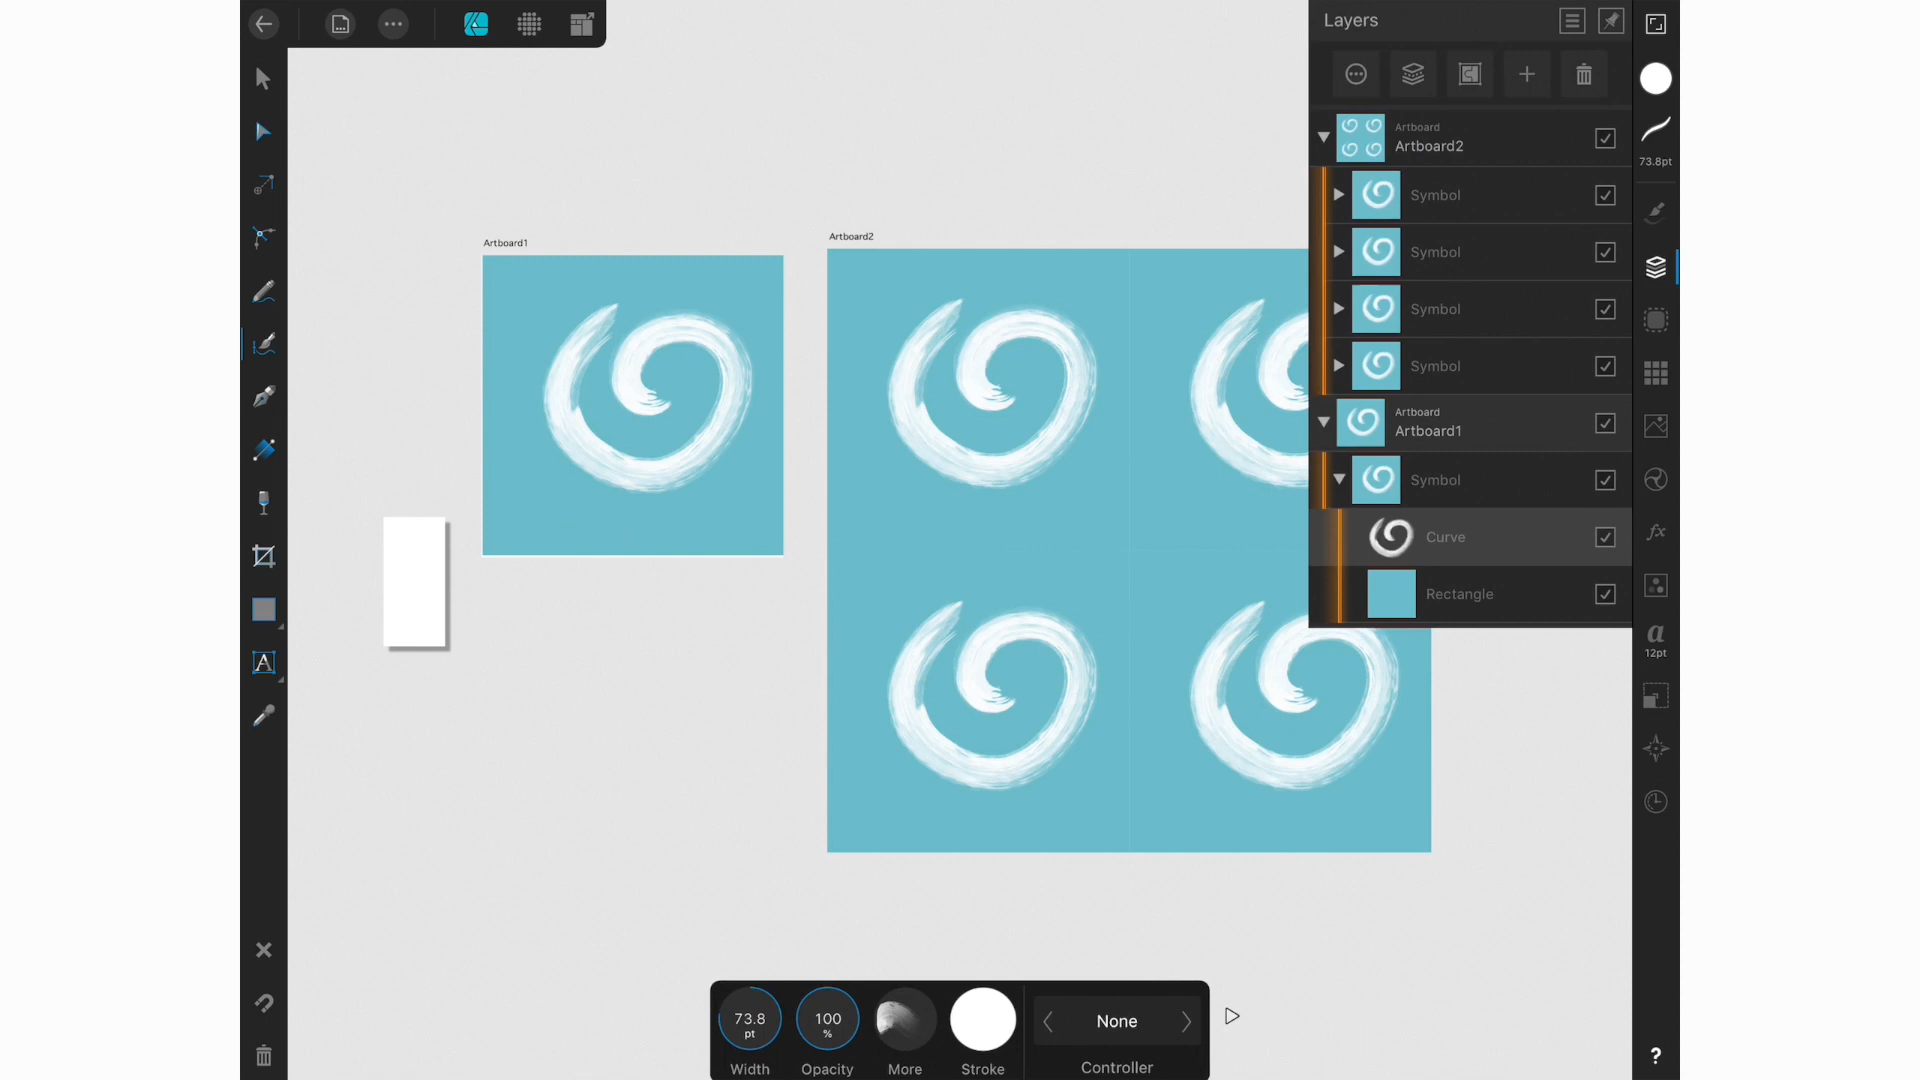 Layers
73.8pt
Artboard
Artboard2
Symbol
Symbol
Symbol
Symbol
Artboard
Artboard1
Symbol
Curve
Rectangle
Artboard1
Artboard2
A
a
12pt
fx
73.8
pt
Width
100
%
Opacity
More
Stroke
None
Controller
?